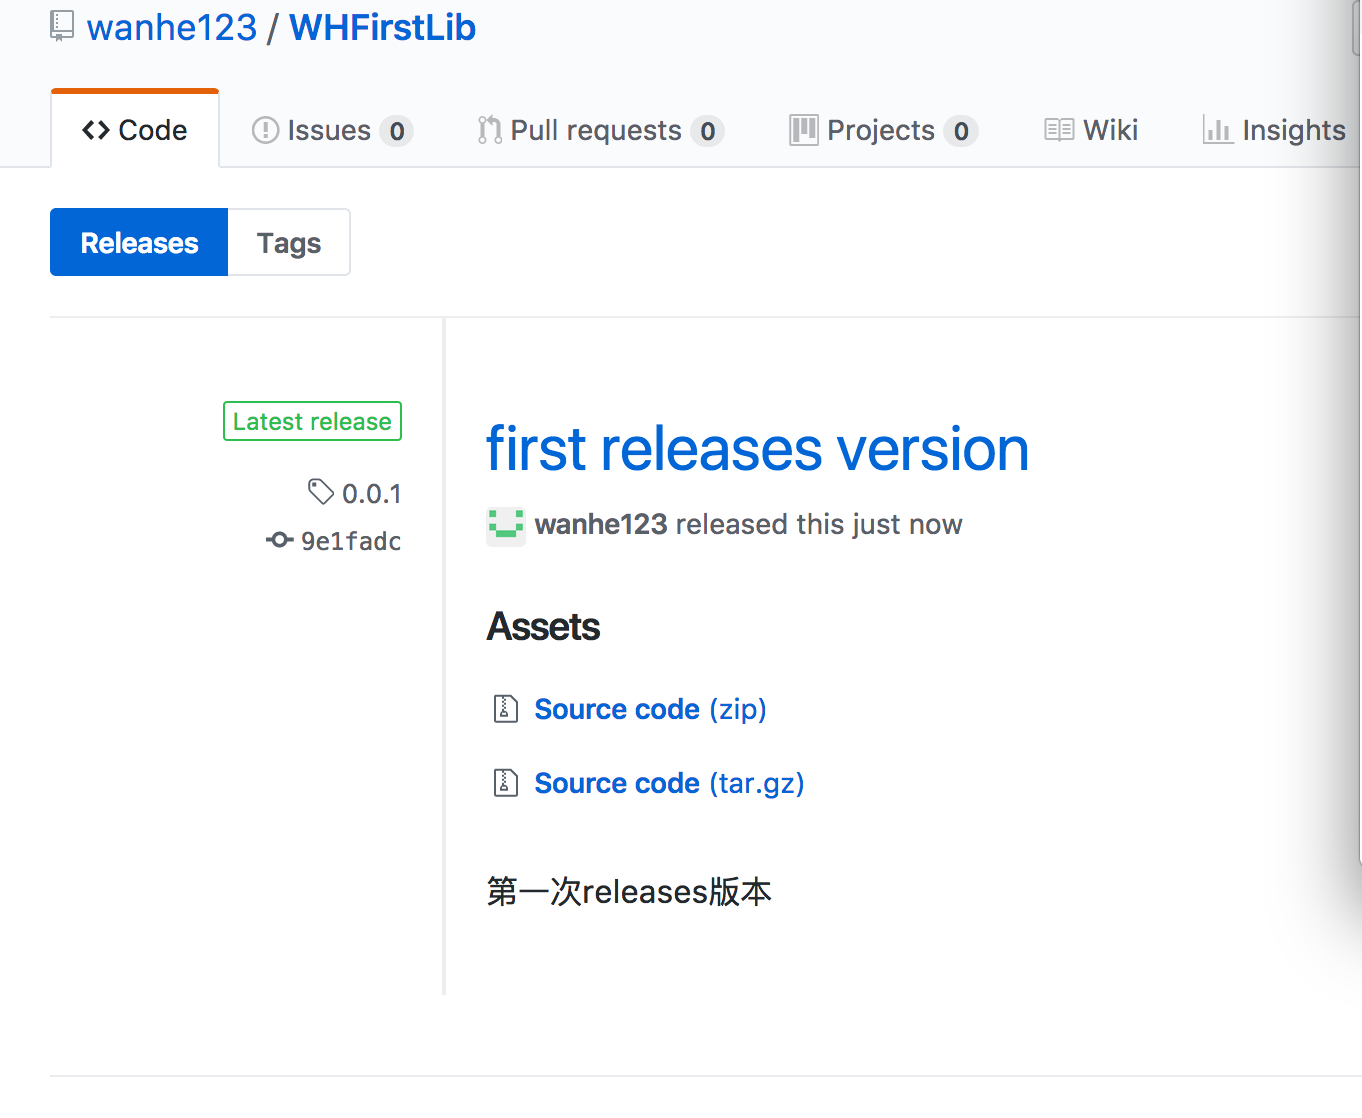 wanhe123 / WHFirstLib
Code Issues 0 Pull requests 0 Projects 0 Wiki Insights
Releases Tags
Latest release
0.0.1
9e1fadc
first releases version
wanhe123 released this just now
Assets
Source code (zip)
Source code (tar.gz)
第一次releases版本